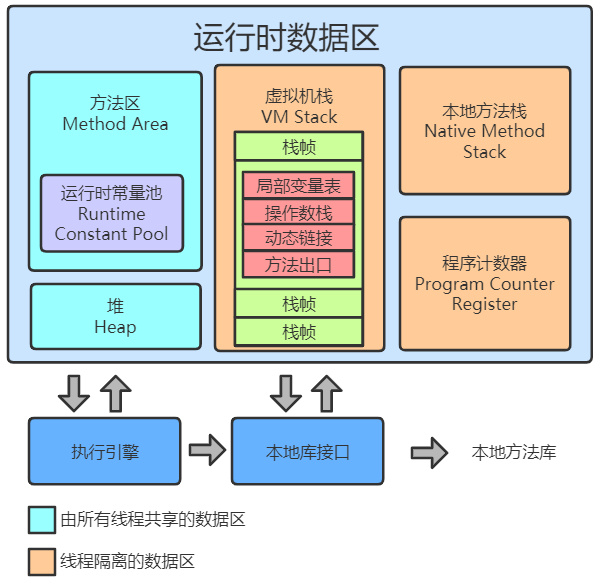 运行时数据区
方法区
Method Area
运行时常量池
Runtime
Constant Pool
堆
Heap
虚拟机栈
VM Stack
栈帧
局部变量表
操作数栈
动态链接
方法出口
栈帧
栈帧
本地方法栈
Native Method
Stack
程序计数器
Program Counter
Register
执行引擎
本地库接口
本地方法库
由所有线程共享的数据区
线程隔离的数据区